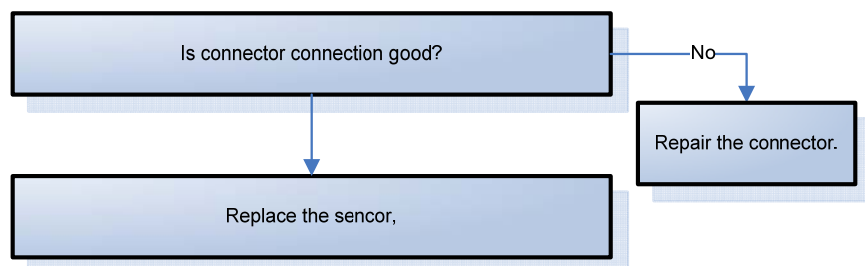 Is connector connection good?
No
Repair the connector.
Replace the sencor,